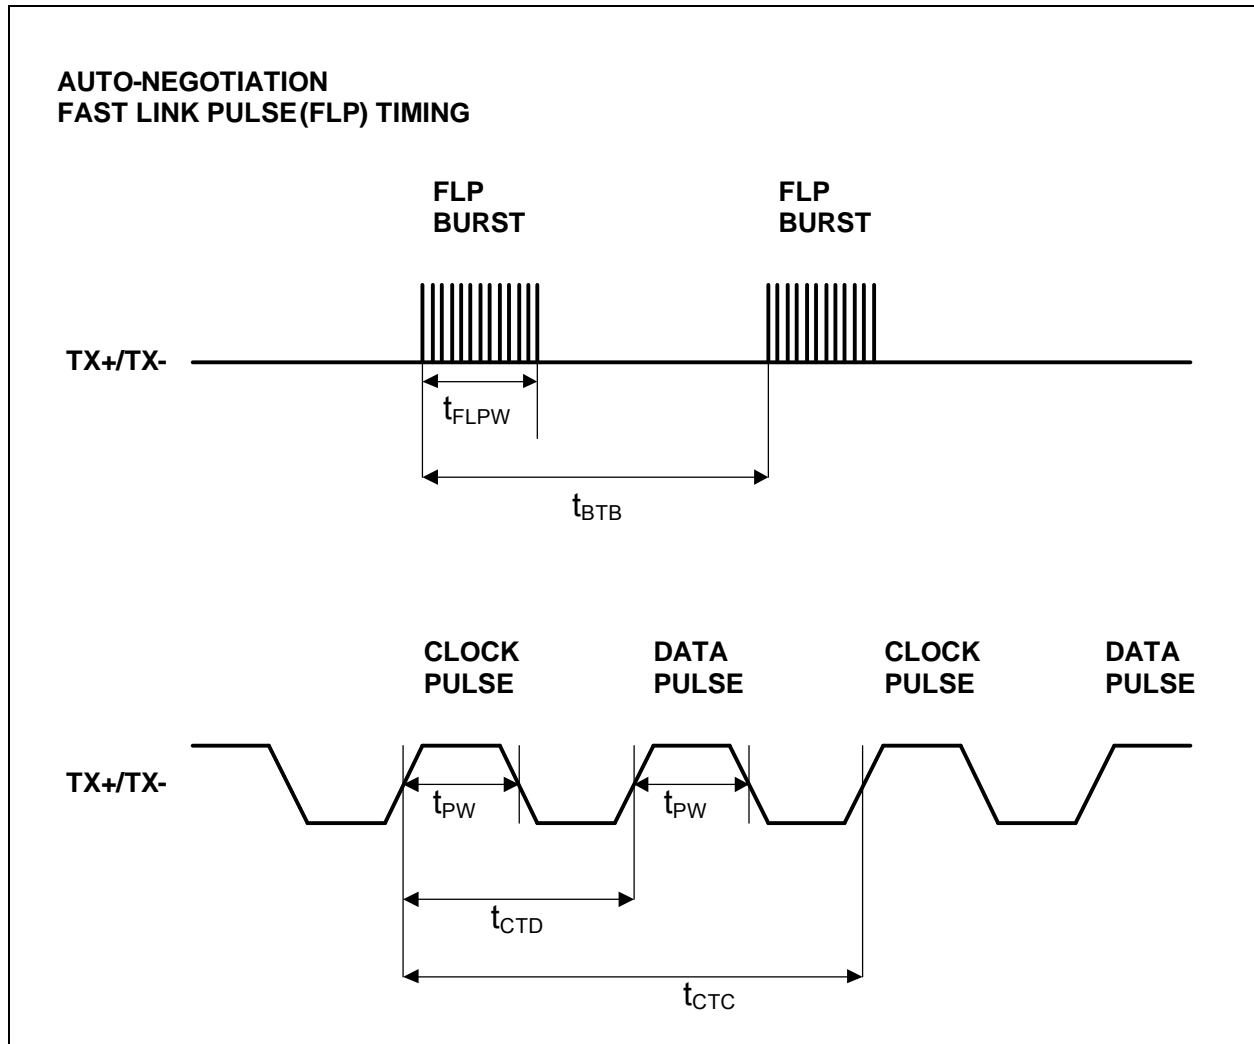 AUTO-NEGOTIATION
FAST LINK PULSE(FLP) TIMING
FLP
BURST
FLP
BURST
TX+/TX-
tFLPW
tBTB
CLOCK
PULSE
DATA
PULSE
CLOCK
PULSE
DATA
PULSE
TX+/TX-
tPW
tPW
tCTD
tCTC